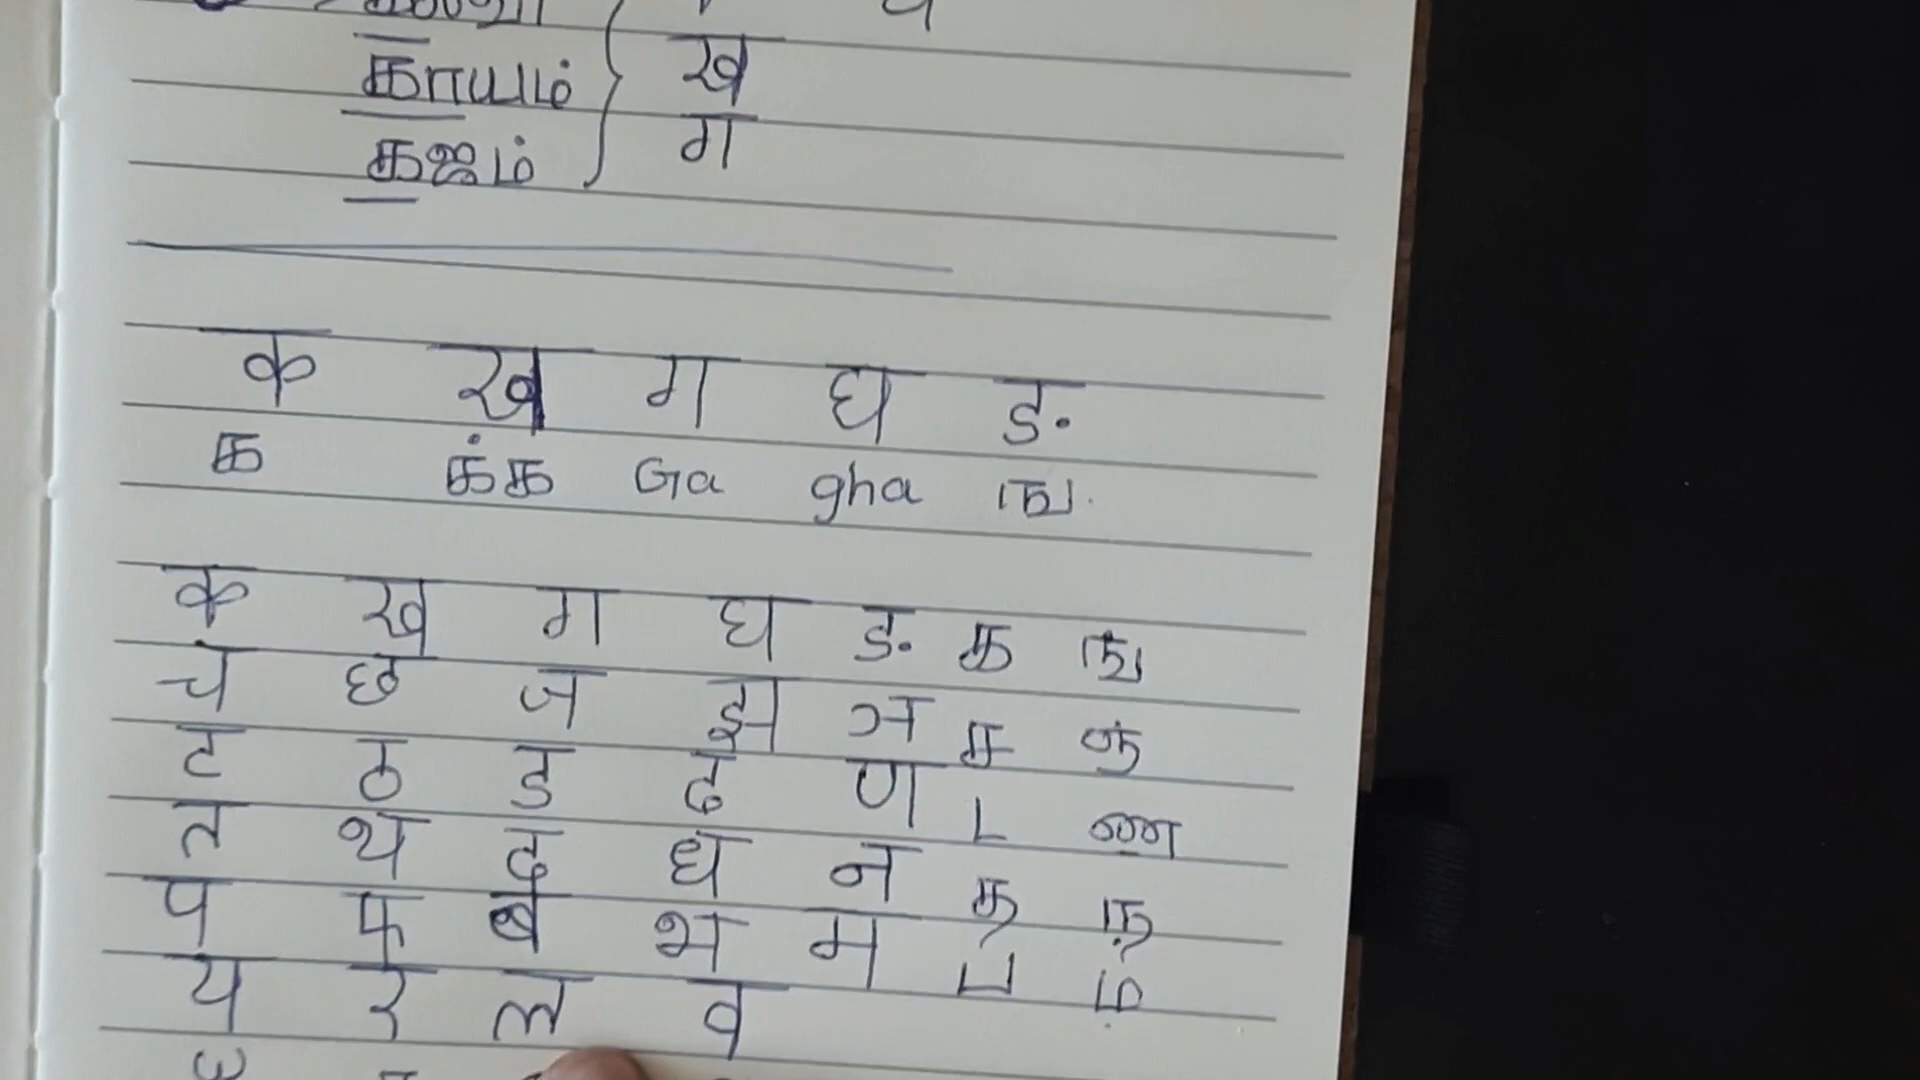 காயம் ख
கஜம் ग
क ख ग घ ङ
க க்க Ga gha ங
क ख ग घ ङ க ங
च छ ज झ ञ ச ஞ
ट ठ ड ढ ण ட ண
त थ द ध न த ந
प फ ब भ म ப ம
य र ल व